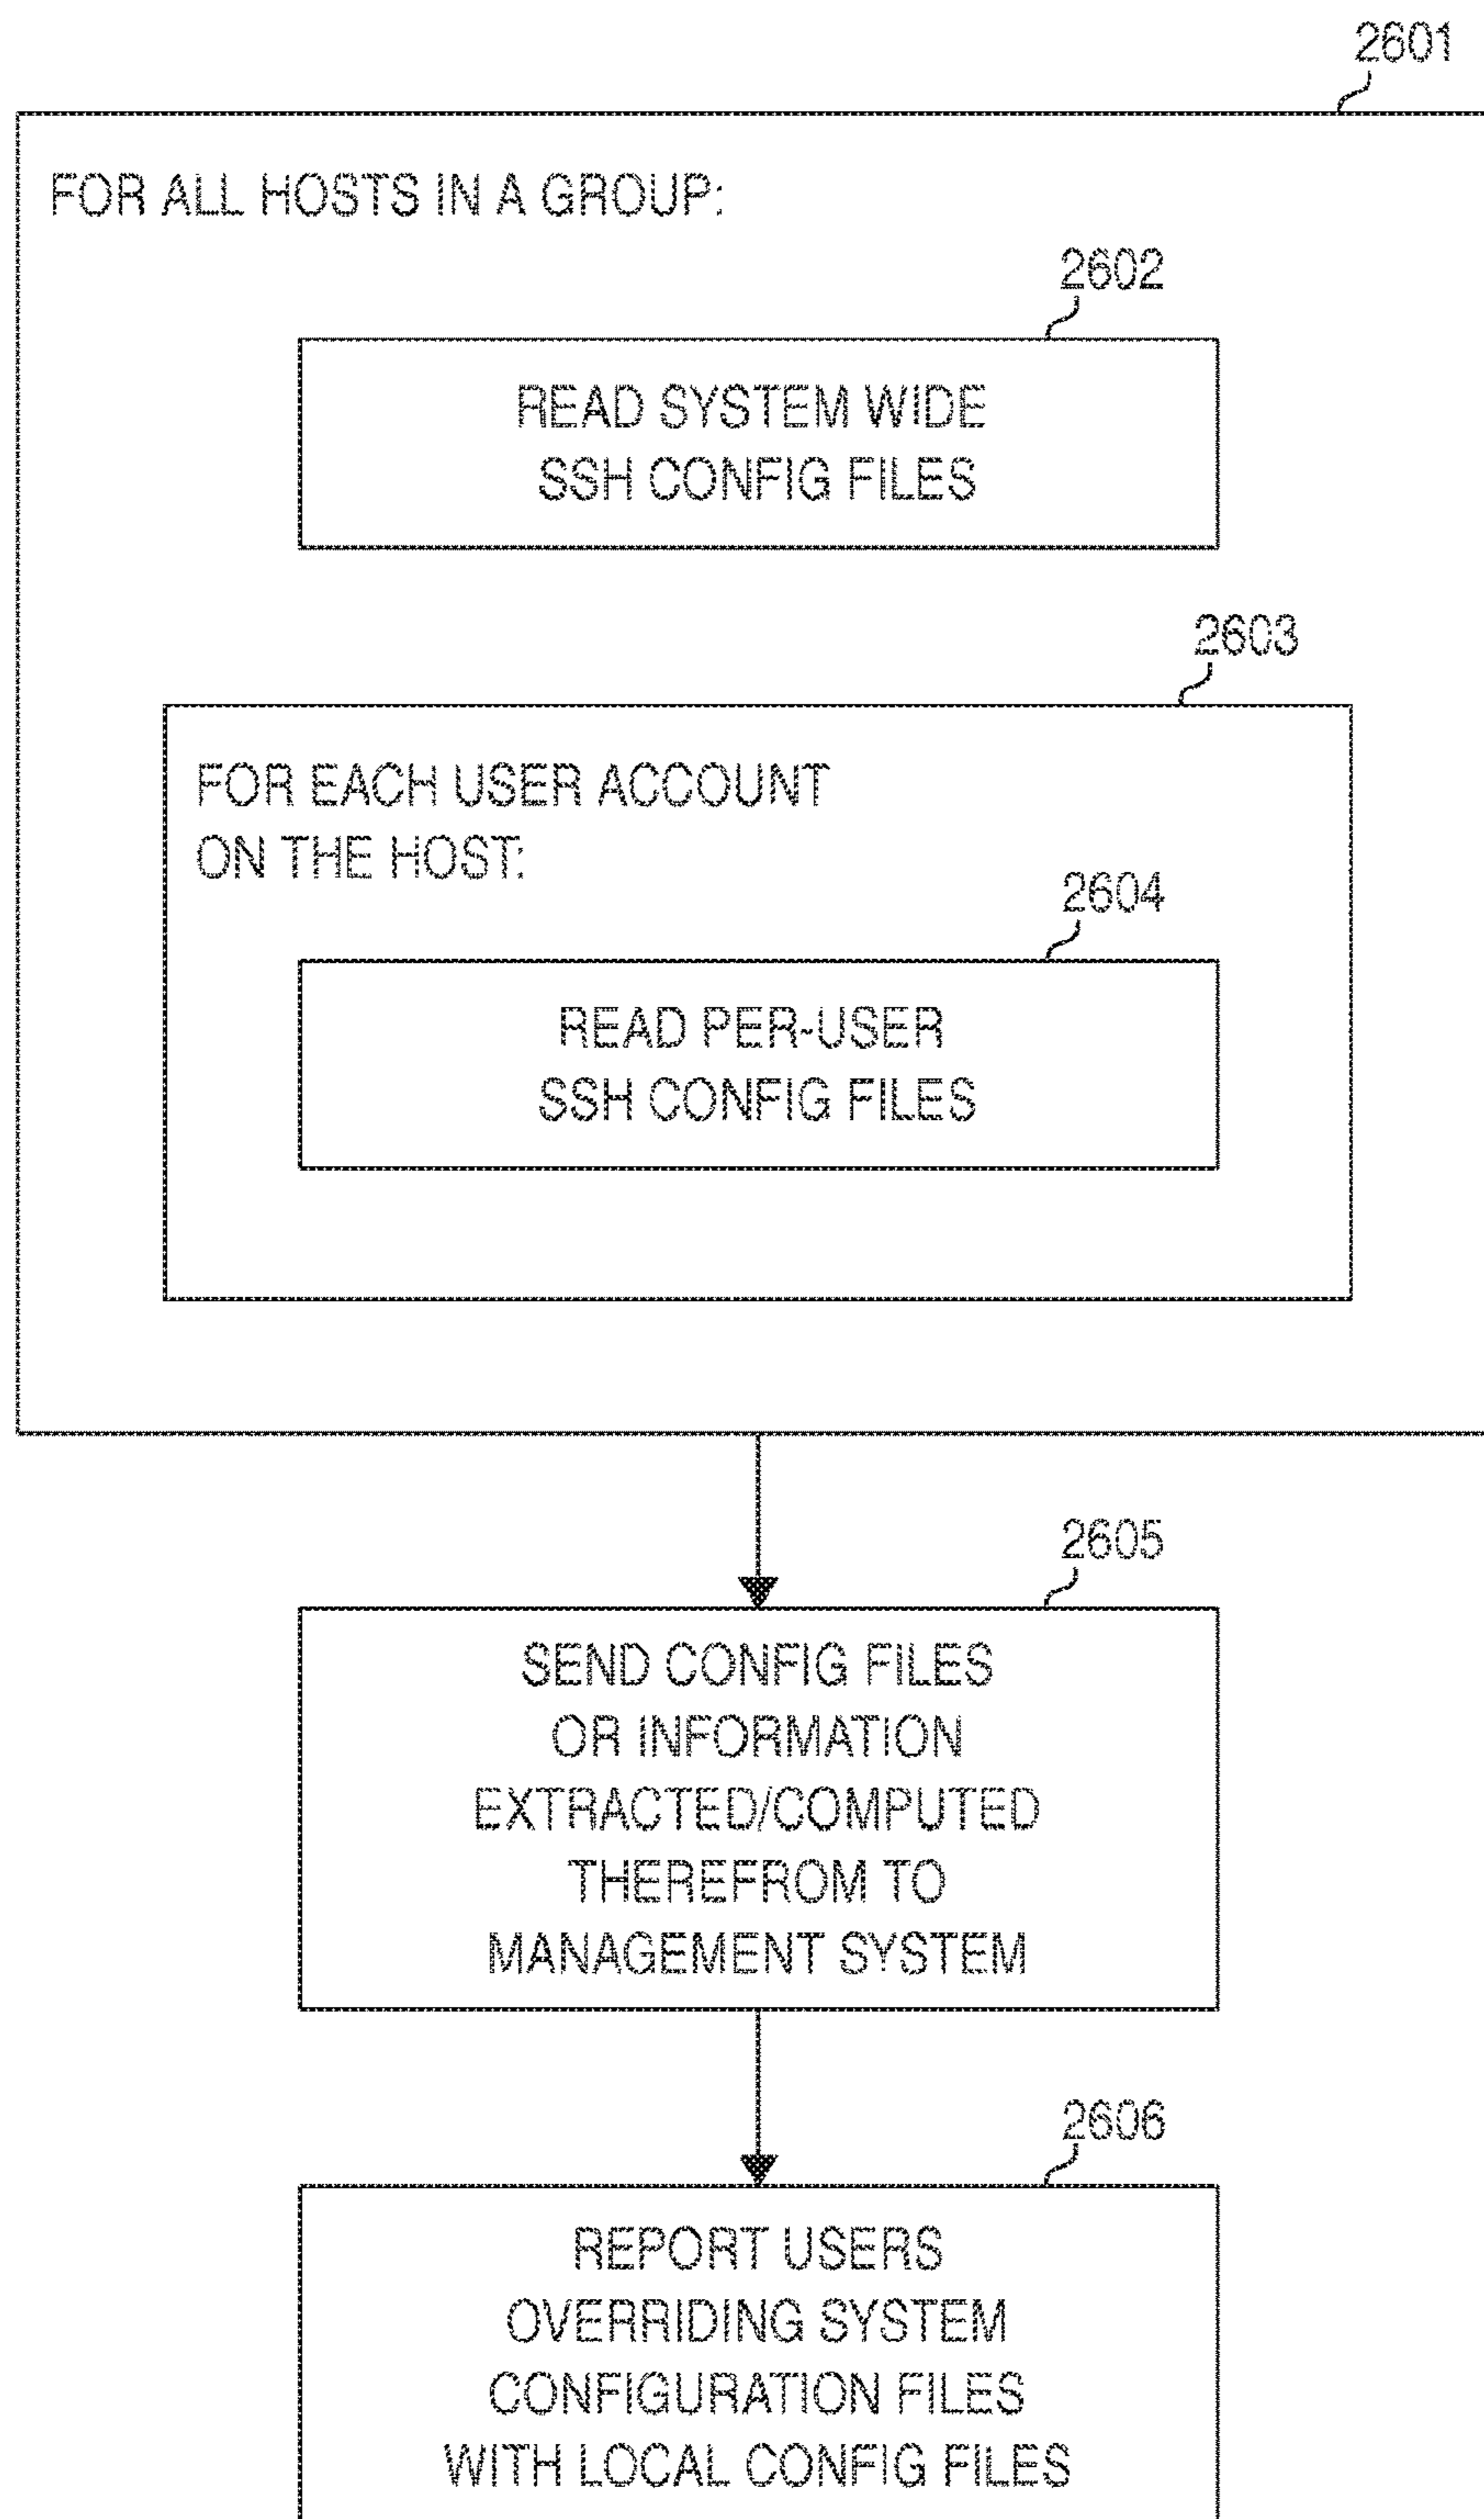 2601
FOR ALL HOSTS IN A GROUP:
2602
READ SYSTEM WIDE
SSH CONFIG FILES
2603
FOR EACH USER ACCOUNT
ON THE HOST:
2604
READ PER-USER
SSH CONFIG FILES
2605
SEND CONFIG FILES
OR INFORMATION
EXTRACTED/COMPUTED
THEREFROM TO
MANAGEMENT SYSTEM
2606
REPORT USERS
OVERRIDING SYSTEM
CONFIGURATION FILES
WITH LOCAL CONFIG FILES